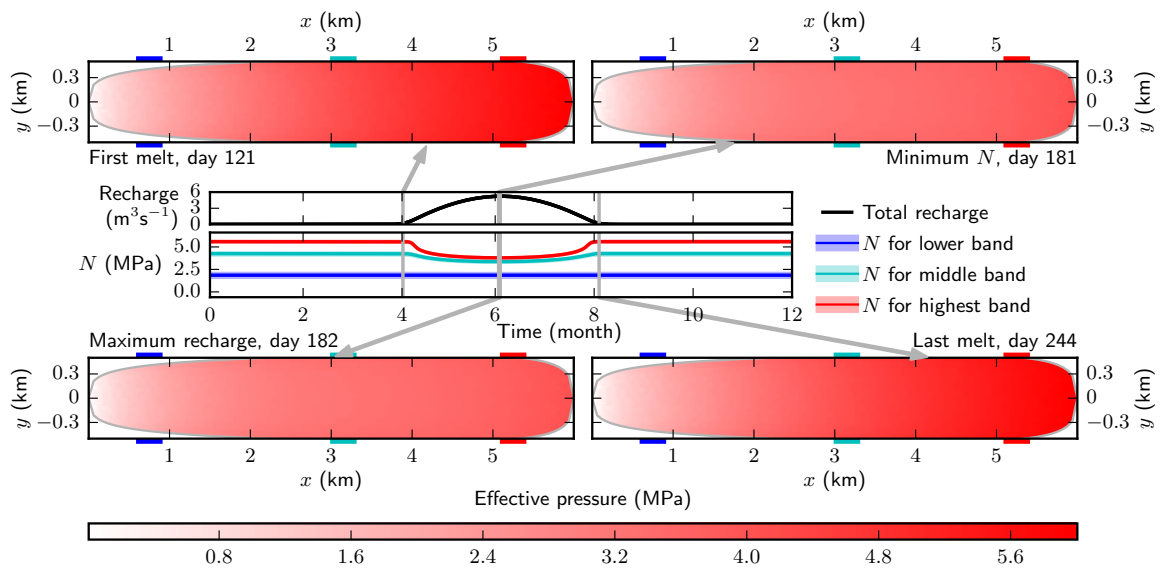 x (km) x (km)
1 2 3 4 5 1 2 3 4 5
y (km) 0.3 0 −0.3 0.3 0 −0.3 y (km)
First melt, day 121 Minimum N, day 181
Recharge (m³s⁻¹) 6 3 0
N (MPa) 5.0 2.5 0.0
0 2 4 6 8 10 12
Time (month)
Total recharge
N for lower band
N for middle band
N for highest band
Maximum recharge, day 182 Last melt, day 244
y (km) 0.3 0 −0.3 0.3 0 −0.3 y (km)
1 2 3 4 5 1 2 3 4 5
x (km) x (km)
Effective pressure (MPa)
0.8 1.6 2.4 3.2 4.0 4.8 5.6